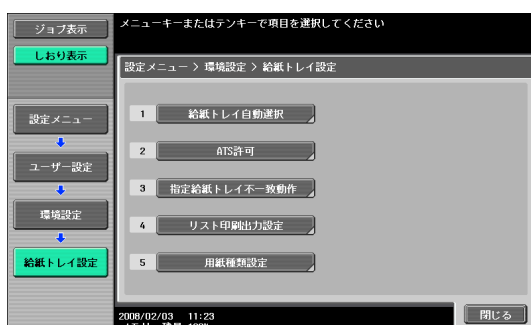 ジョブ表示
メニューキーまたはテンキーで項目を選択してください
しおり表示
設定メニュー > 環境設定 > 給紙トレイ設定
設定メニュー
ユーザー設定
環境設定
給紙トレイ設定
1 給紙トレイ自動選択
2 ATS許可
3 指定給紙トレイ不一致動作
4 リスト印刷出力設定
5 用紙種類設定
2008/02/03 11:23
閉じる